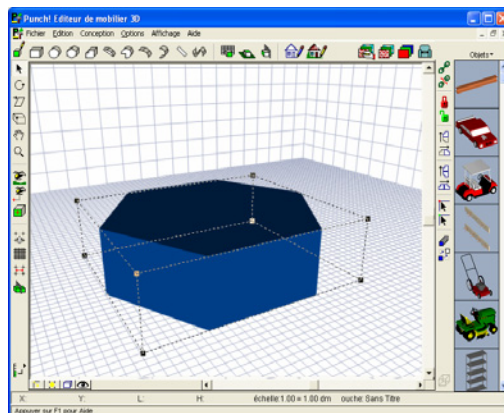 Punch! Editeur de mobilier 3D
Fichier Edition Conception Options Affichage Aide
Objets
X: Y: L: H: échelle:1.00 = 1.00 dm ouche: Sans Titre
Appuyer sur F1 pour Aide